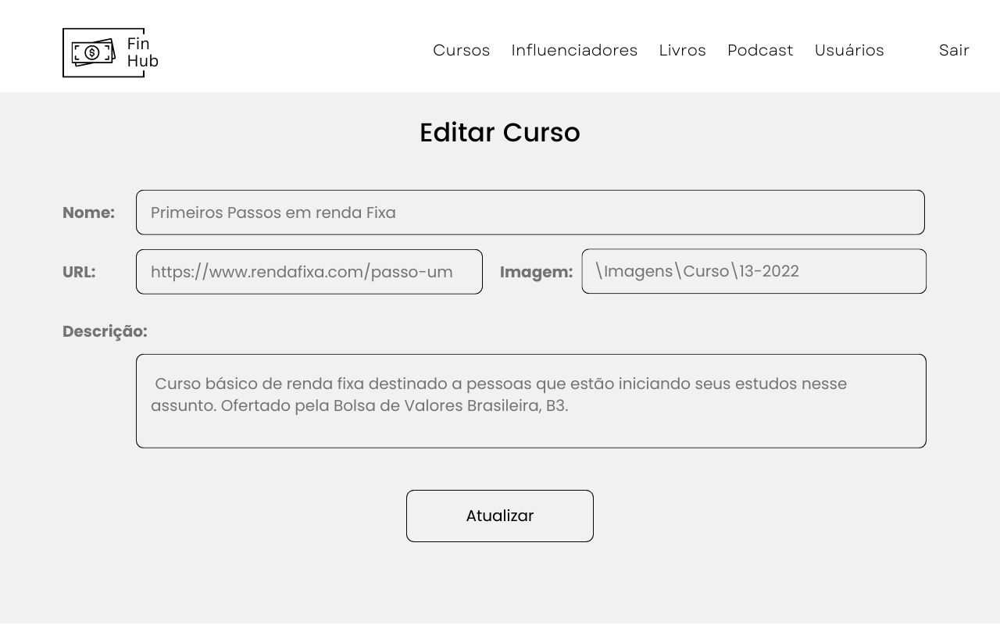 Fin
Hub
Cursos Influenciadores Livros Podcast Usuários Sair
Editar Curso
Nome: Primeiros Passos em renda Fixa
URL: https://www.rendafixa.com/passo-um Imagem: \Imagens\Curso\13-2022
Descrição:
Curso básico de renda fixa destinado a pessoas que estão iniciando seus estudos nesse
assunto. Ofertado pela Bolsa de Valores Brasileira, B3.
Atualizar